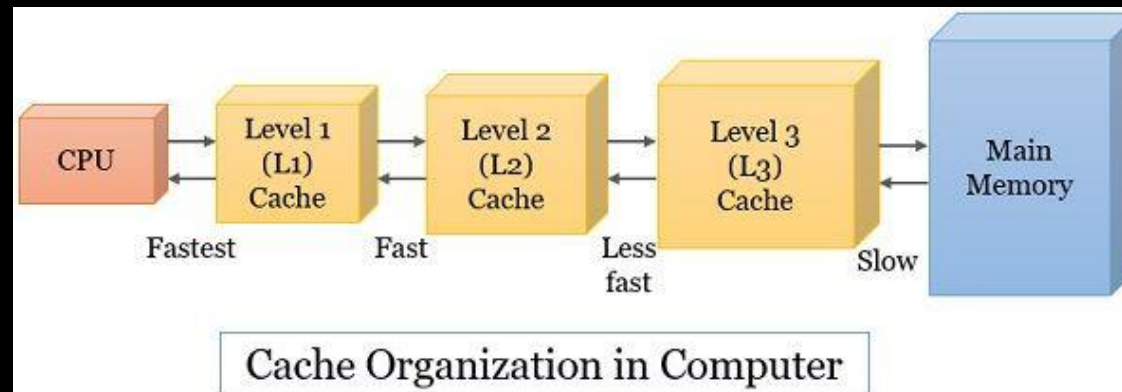 CPU
Level 1
(L1)
Cache
Level 2
(L2)
Cache
Level 3
(L3)
Cache
Main
Memory
Fastest
Fast
Less
fast
Slow
Cache Organization in Computer